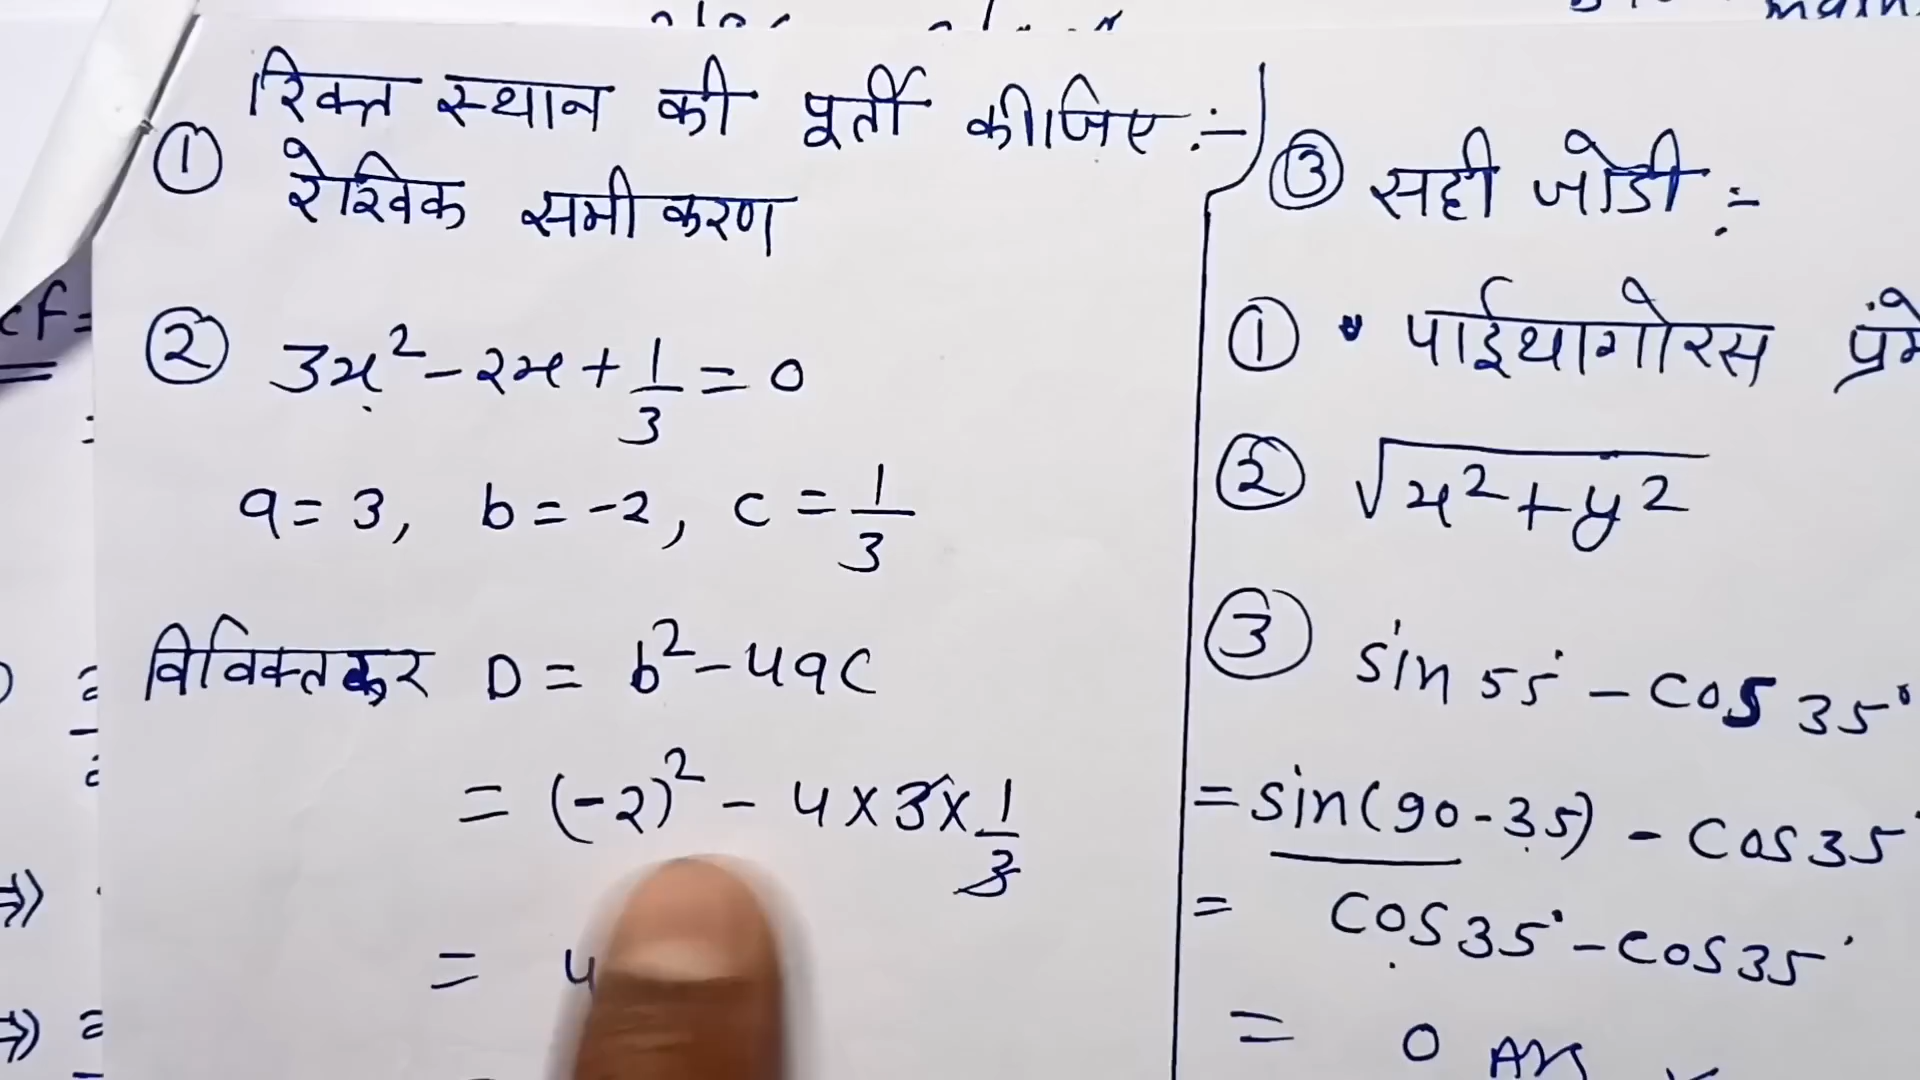 रिक्त स्थान की पूर्ती कीजिए :-
① रेखिक समीकरण
② 3x² - 2x + 1/3 = 0
a = 3, b = -2, c = 1/3
विविक्तकर D = b² - 4ac
= (-2)² - 4 × 3 × 1/3
= 4
③ सही जोडी :-
① पाईथागोरस
② √x² + y²
③ sin 55° - cos 35°
= sin(90 - 35) - cos 35°
= cos 35° - cos 35°
= 0 Ans